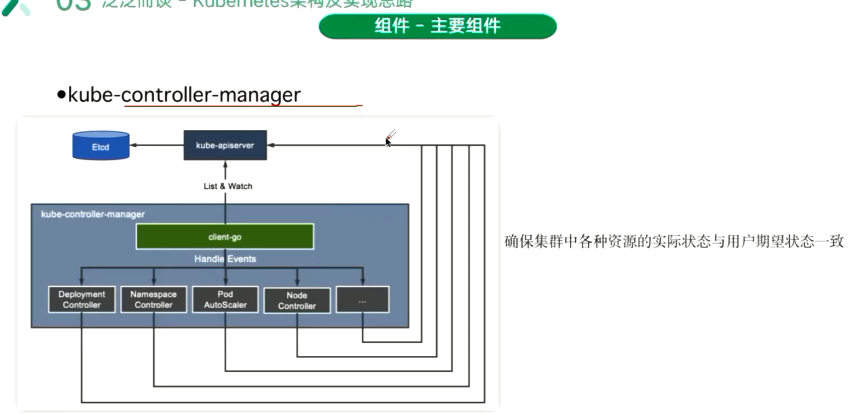 03 泛泛而谈 - Kubernetes架构及实现思路
组件 - 主要组件
•kube-controller-manager
Etcd
kube-apiserver
List & Watch
kube-controller-manager
client-go
Handle Events
Deployment
Controller
Namespace
Controller
Pod
AutoScaler
Node
Controller
...
确保集群中各种资源的实际状态与用户期望状态一致